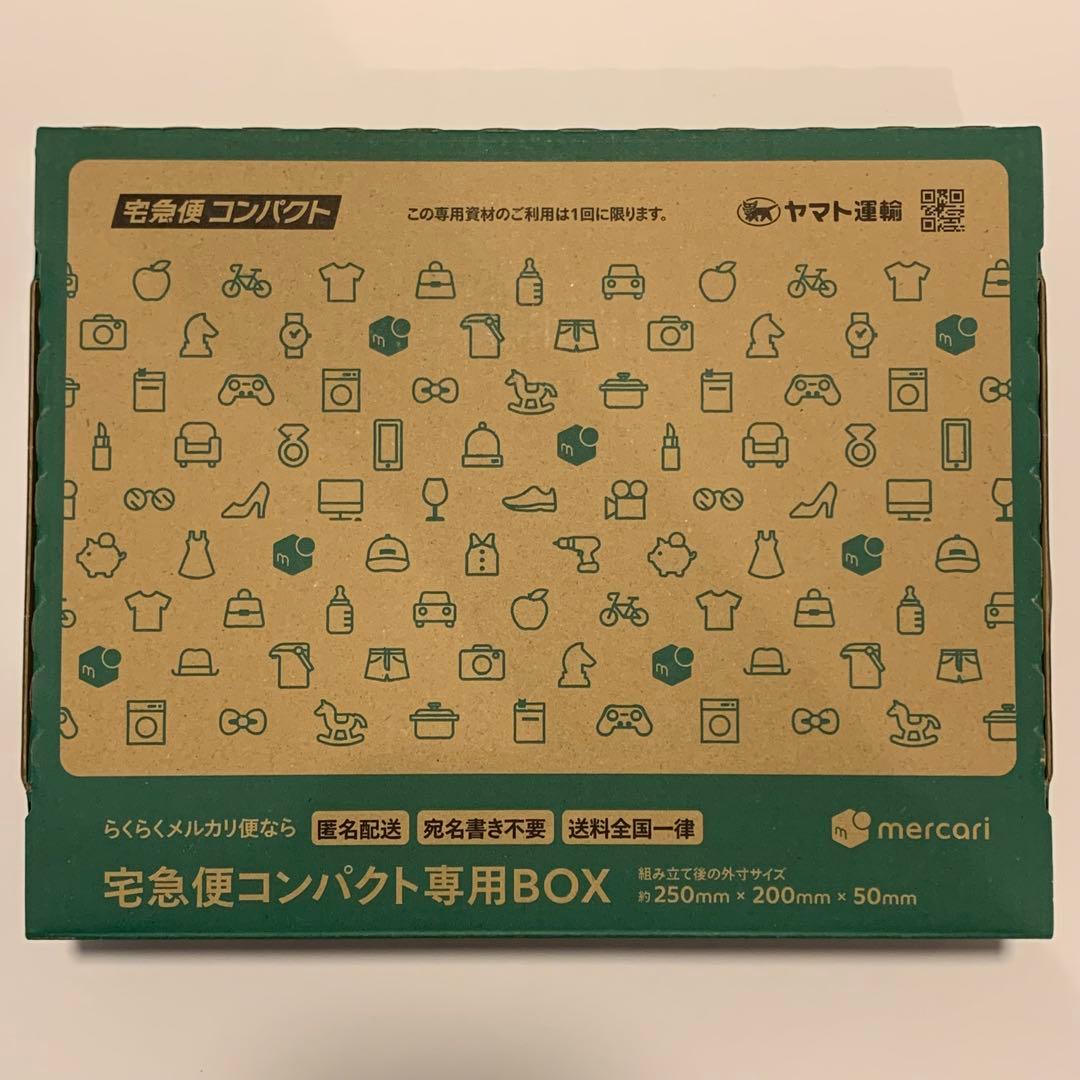 宅急便コンパクト
この専用資材のご利用は1回に限ります。
ヤマト運輸
らくらくメルカリ便なら 匿名配送 宛名書き不要 送料全国一律
mercari
宅急便コンパクト専用BOX
組み立て後の外寸サイズ
約250mm×200mm×50mm